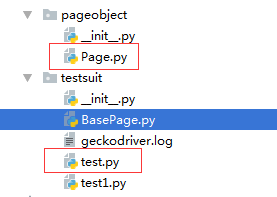 pageobject
__init__.py
Page.py
testsuit
__init__.py
BasePage.py
geckodriver.log
test.py
test1.py